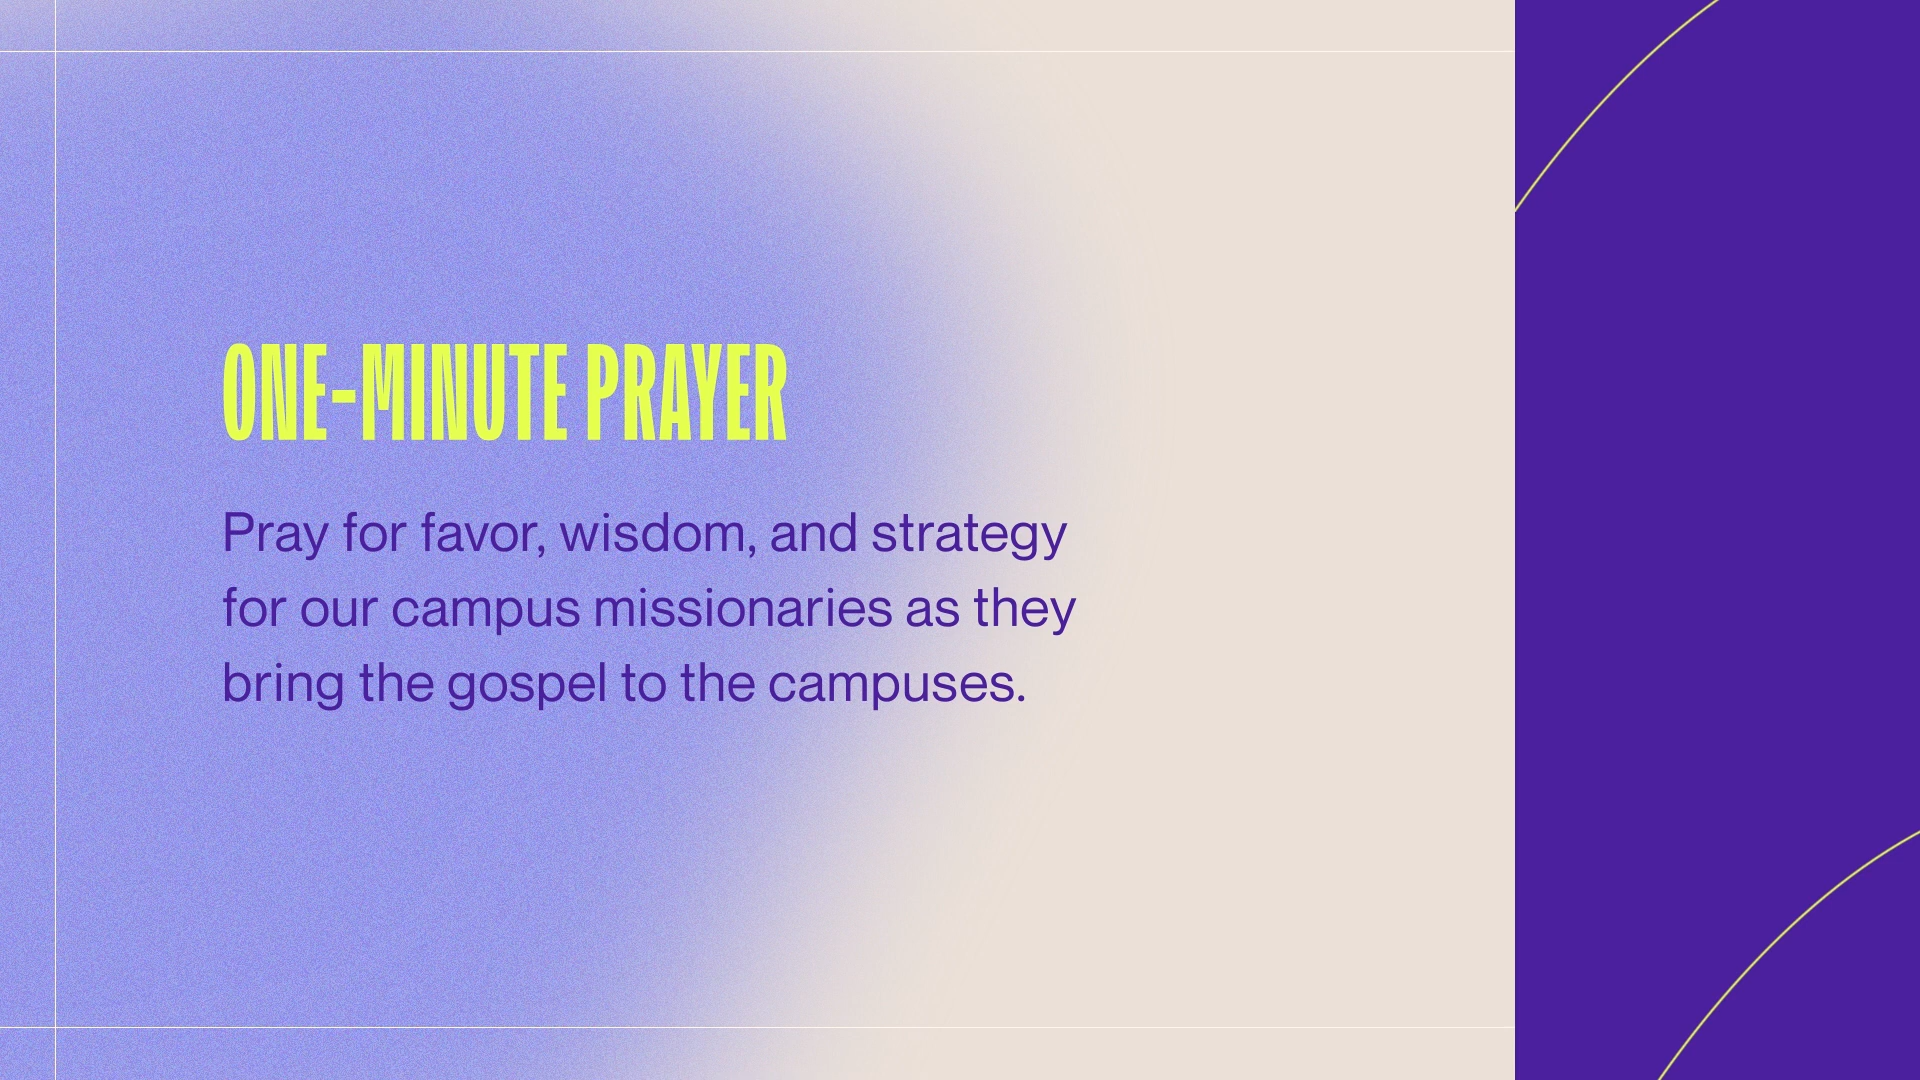 ONE-MINUTE PRAYER
Pray for favor, wisdom, and strategy
for our campus missionaries as they
bring the gospel to the campuses.